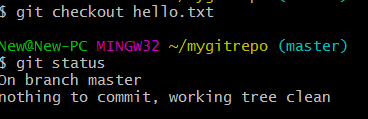 $ git checkout hello.txt
New@New-PC MINGW32 ~/mygitrepo (master)
$ git status
On branch master
nothing to commit, working tree clean